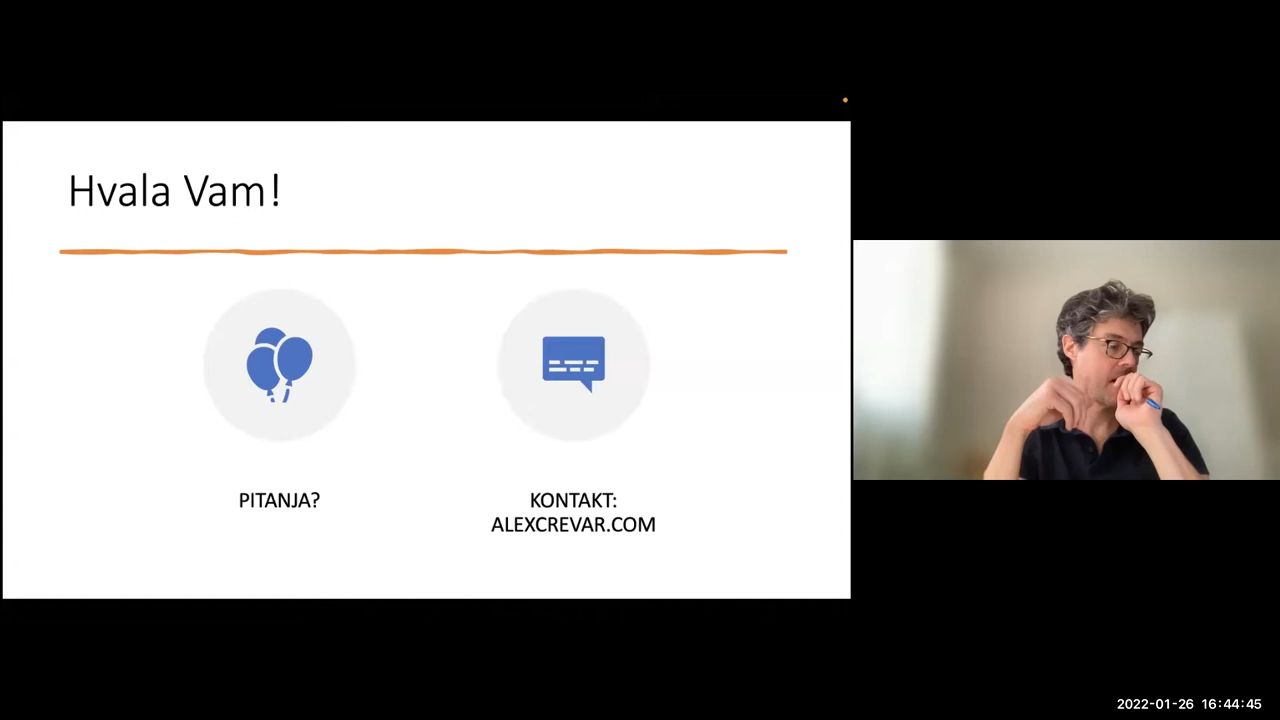 Hvala Vam!
PITANJA?
KONTAKT:
ALEXCREVAR.COM
2022-01-26 16:44:45